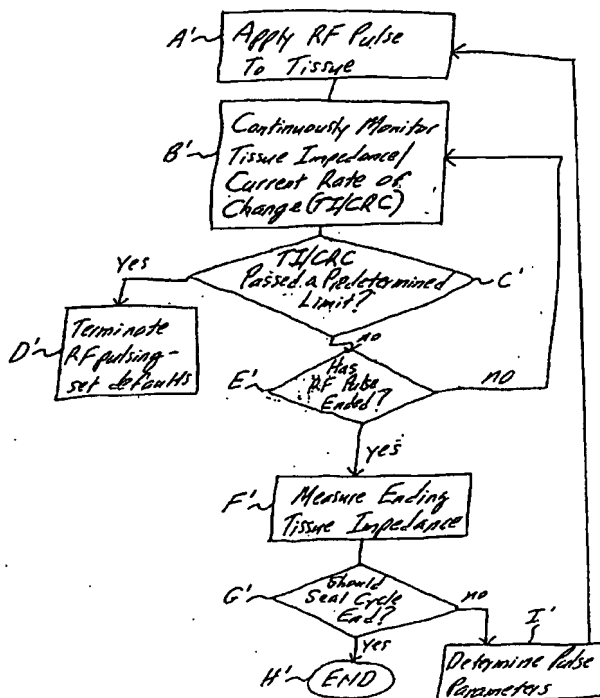 A'
Apply RF Pulse
To Tissue
B'
Continuously Monitor
Tissue Impedance/
Current Rate of
Change (TI/CRC)
yes
TI/CRC
Passed a Predetermined
Limit?
C'
no
D'
Terminate
RF pulsing-
set defaults
E'
Has
RF Pulse
Ended?
no
yes
F'
Measure Ending
Tissue Impedance
G'
Should
Seal Cycle
End?
no
I'
yes
H'
END
Determine Pulse
Parameters